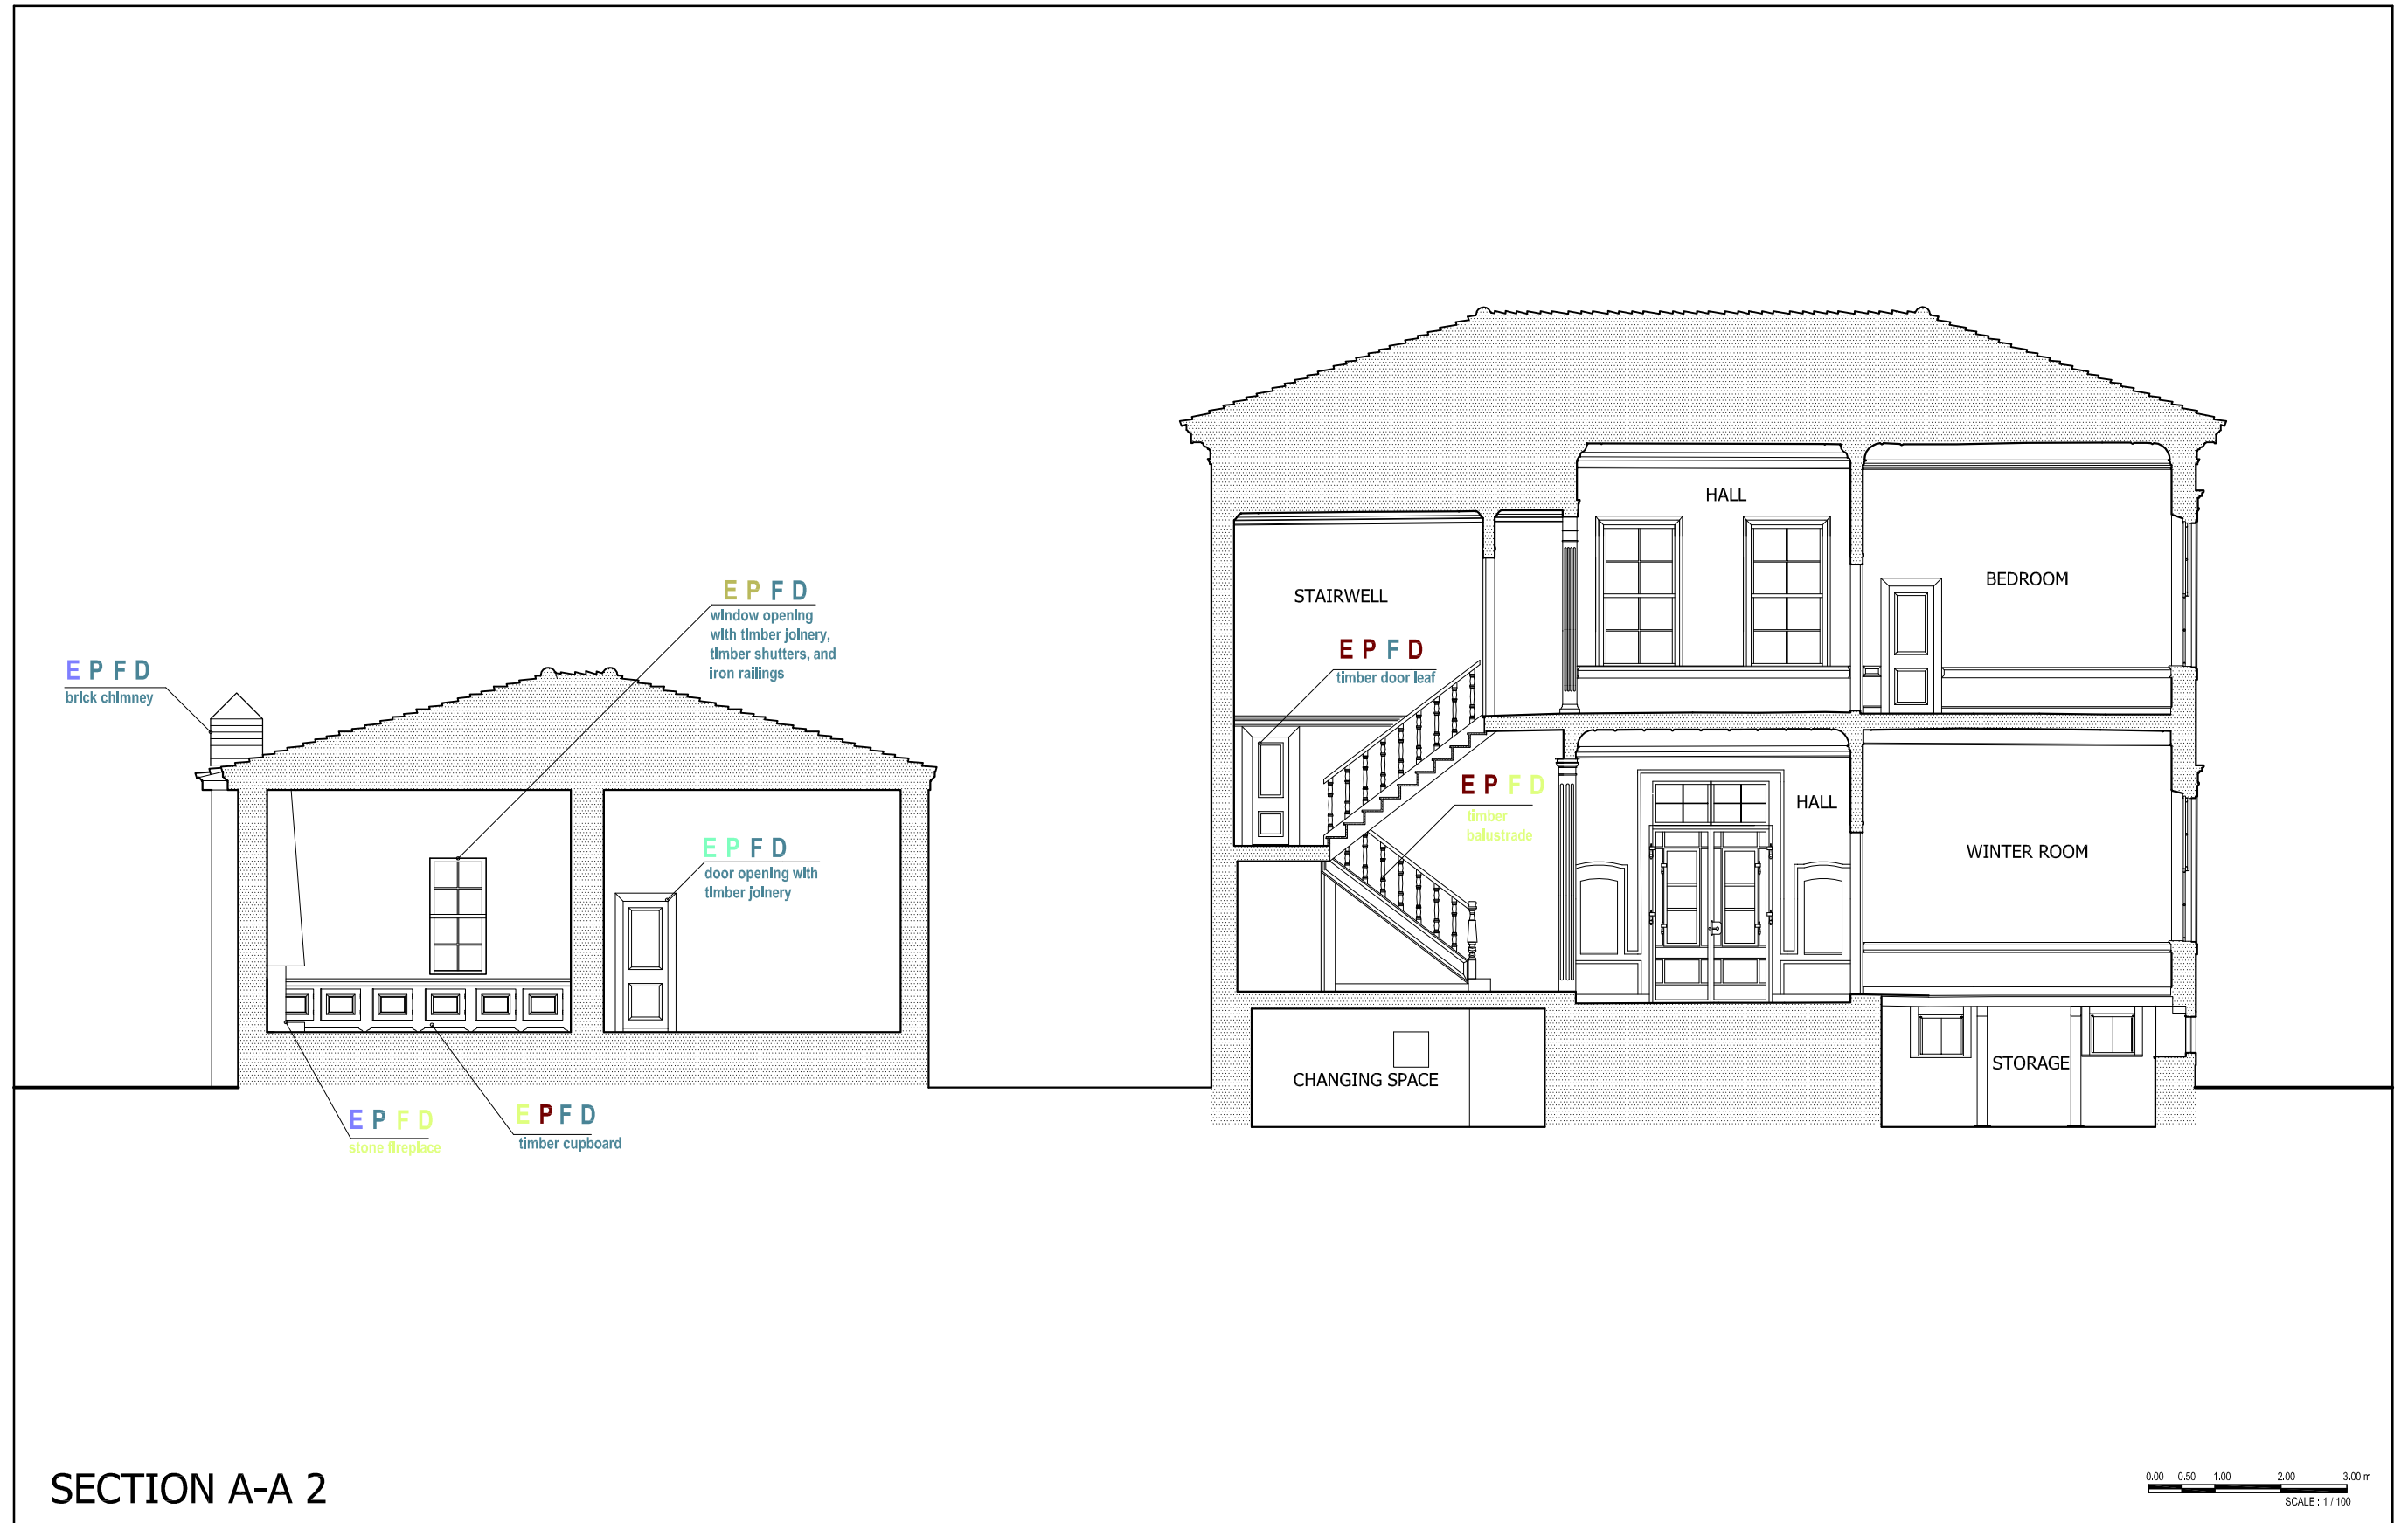 HALL
BEDROOM
STAIRWELL
E P F D
window opening
with timber joinery,
timber shutters, and
iron railings
E P F D
timber door leaf
E P F D
brick chimney
E P F D
timber
balustrade
HALL
WINTER ROOM
E P F D
door opening with
timber joinery
STORAGE
CHANGING SPACE
E P F D
stone fireplace
E P F D
timber cupboard
SECTION A-A 2
0.00 0.50 1.00 2.00 3.00 m
SCALE : 1 / 100